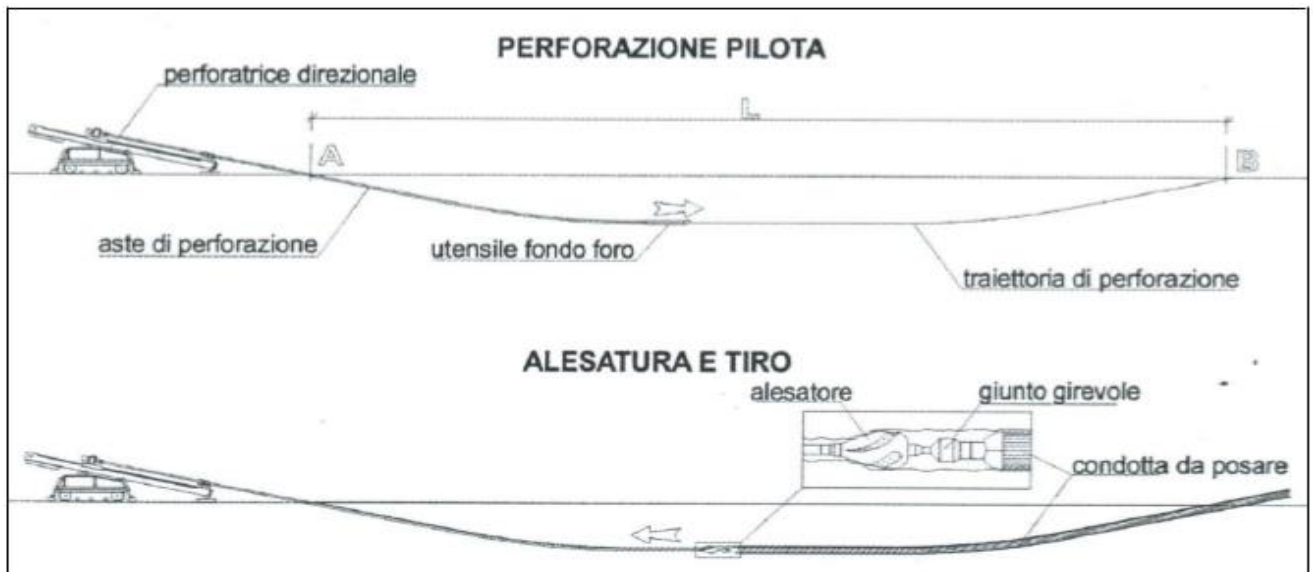 PERFORAZIONE PILOTA
perforatrice direzionale
L
A
B
aste di perforazione
utensile fondo foro
traiettoria di perforazione
ALESATURA E TIRO
alesatore
giunto girevole
condotta da posare